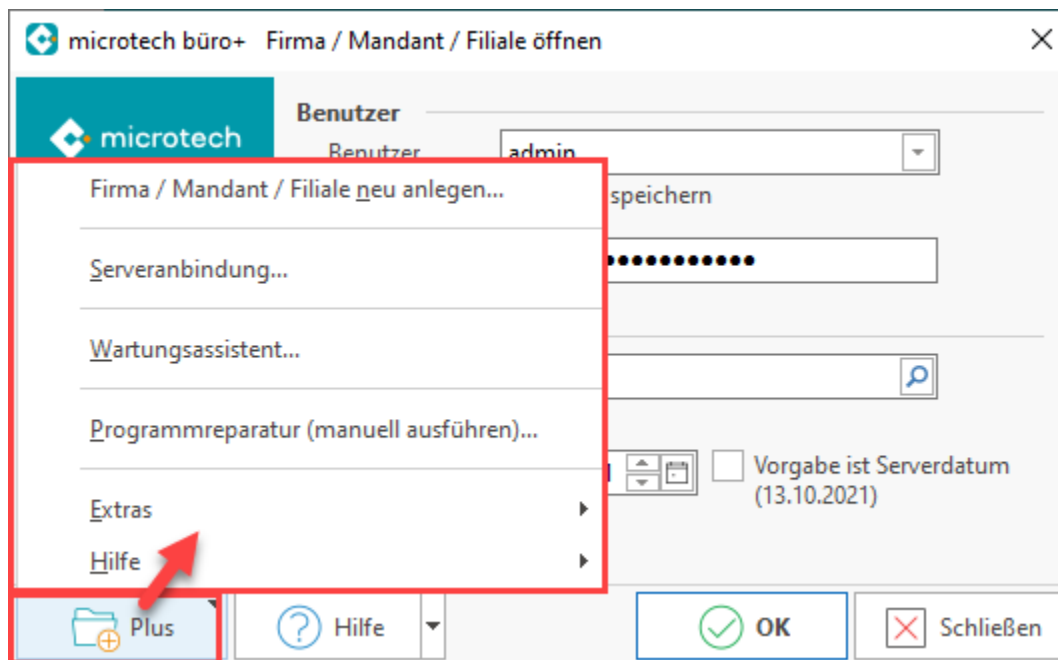 microtech büro+ Firma / Mandant / Filiale öffnen
microtech
Benutzer
Benutzer admin
Firma / Mandant / Filiale neu anlegen...
speichern
Serveranbindung...
Wartungsassistent...
Programmreparatur (manuell ausführen)...
Vorgabe ist Serverdatum
(13.10.2021)
Extras
Hilfe
Plus Hilfe OK Schließen